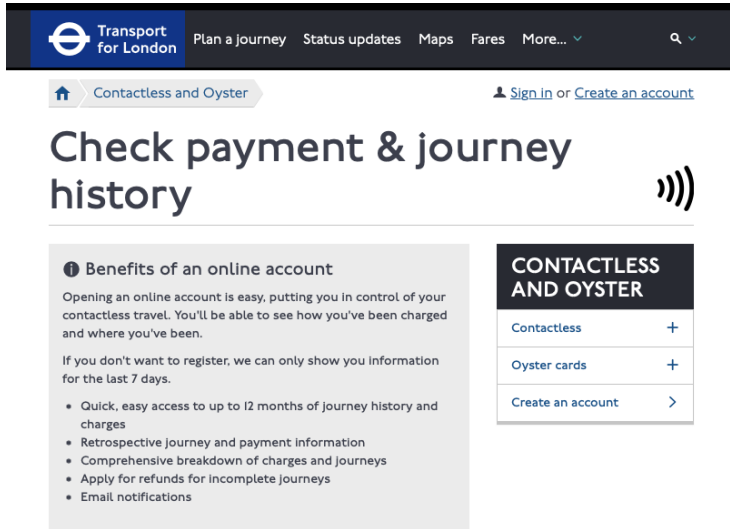 Transport
for London
Plan a journey Status updates Maps Fares More...
Contactless and Oyster
Sign in or Create an account
Check payment & journey
history
Benefits of an online account
Opening an online account is easy, putting you in control of your
contactless travel. You'll be able to see how you've been charged
and where you've been.
If you don't want to register, we can only show you information
for the last 7 days.
• Quick, easy access to up to 12 months of journey history and
charges
• Retrospective journey and payment information
• Comprehensive breakdown of charges and journeys
• Apply for refunds for incomplete journeys
• Email notifications
CONTACTLESS
AND OYSTER
Contactless
Oyster cards
Create an account